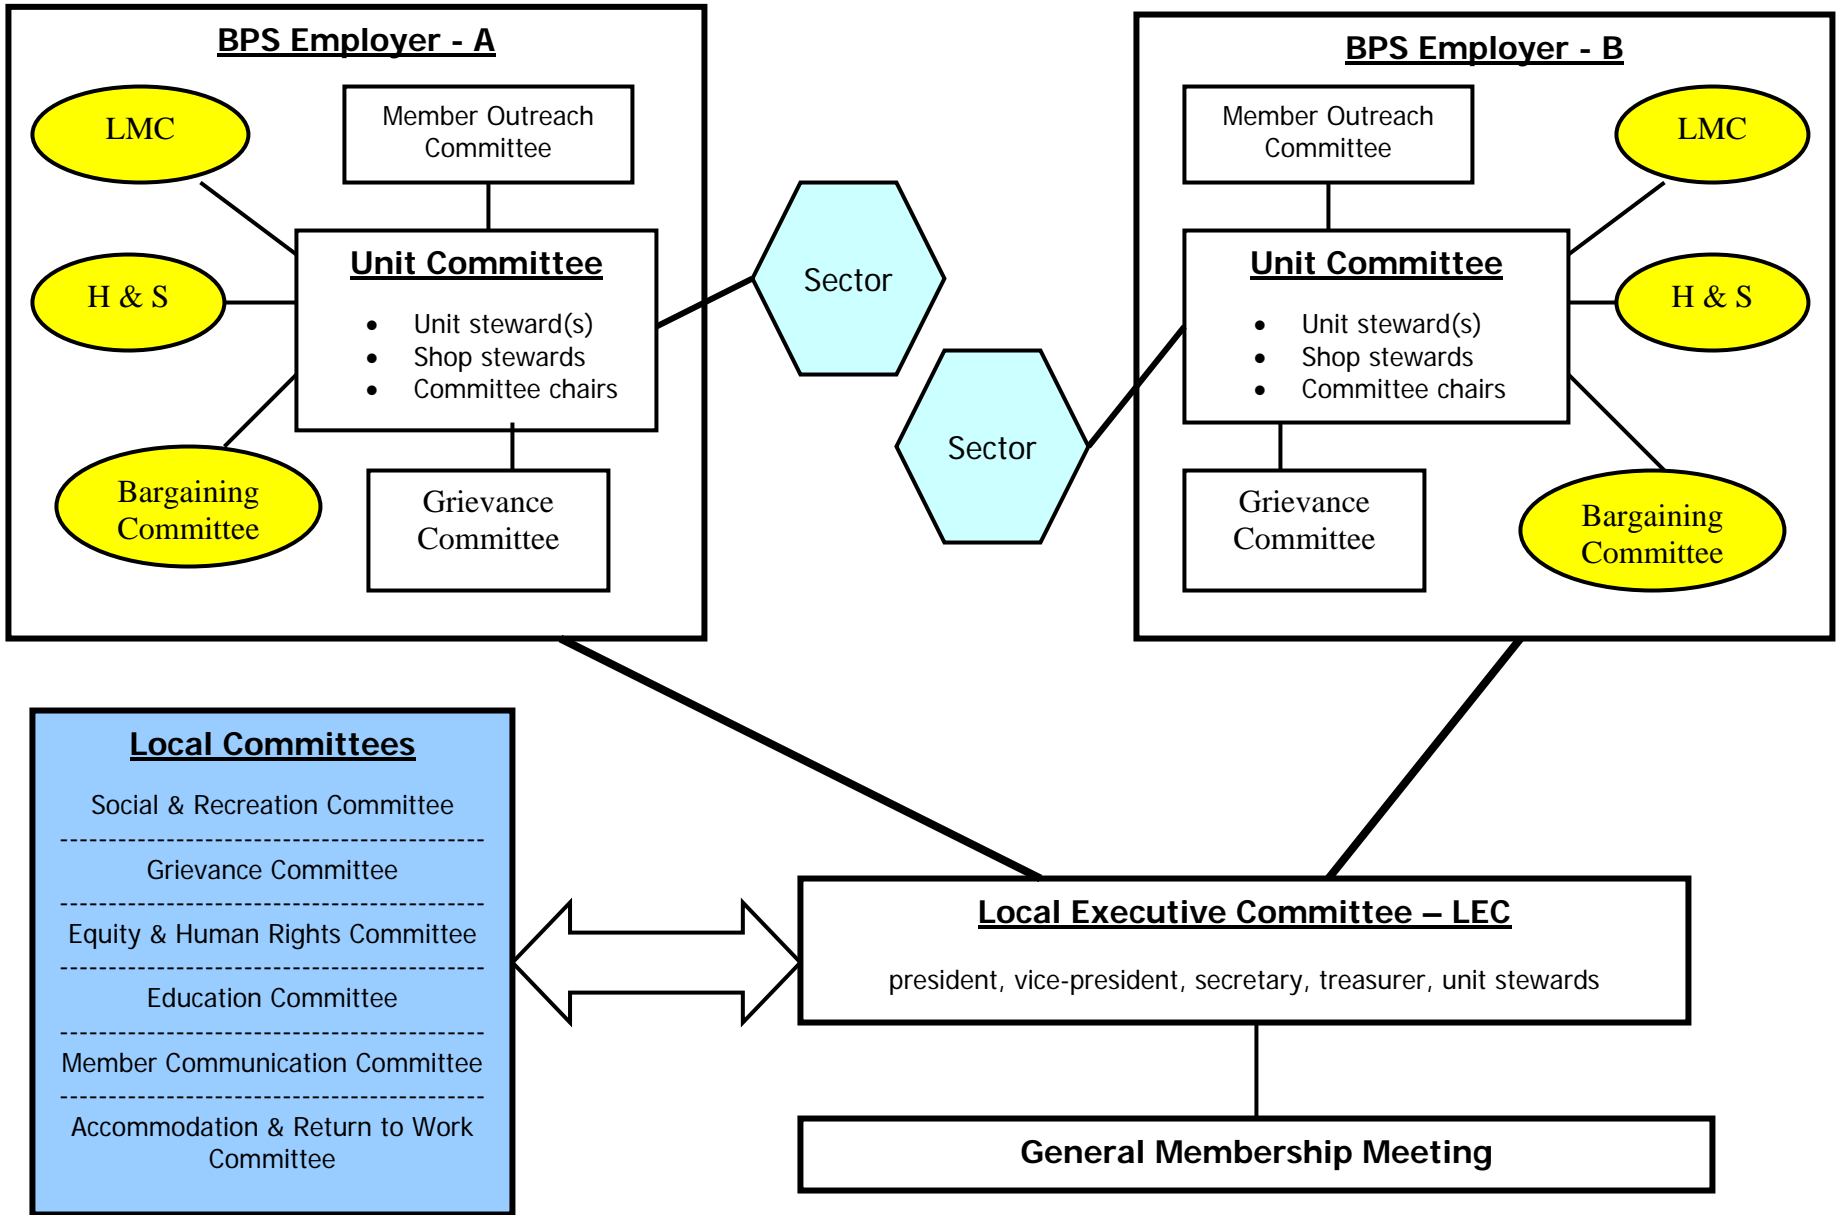 BPS Employer - A
LMC
Member Outreach
Committee
H & S
Unit Committee
• Unit steward(s)
• Shop stewards
• Committee chairs
Bargaining
Committee
Grievance
Committee
Sector
Sector
BPS Employer - B
Member Outreach
Committee
LMC
Unit Committee
• Unit steward(s)
• Shop stewards
• Committee chairs
H & S
Grievance
Committee
Bargaining
Committee
Local Committees
Social & Recreation Committee
Grievance Committee
Equity & Human Rights Committee
Education Committee
Member Communication Committee
Accommodation & Return to Work
Committee
Local Executive Committee – LEC
president, vice-president, secretary, treasurer, unit stewards
General Membership Meeting